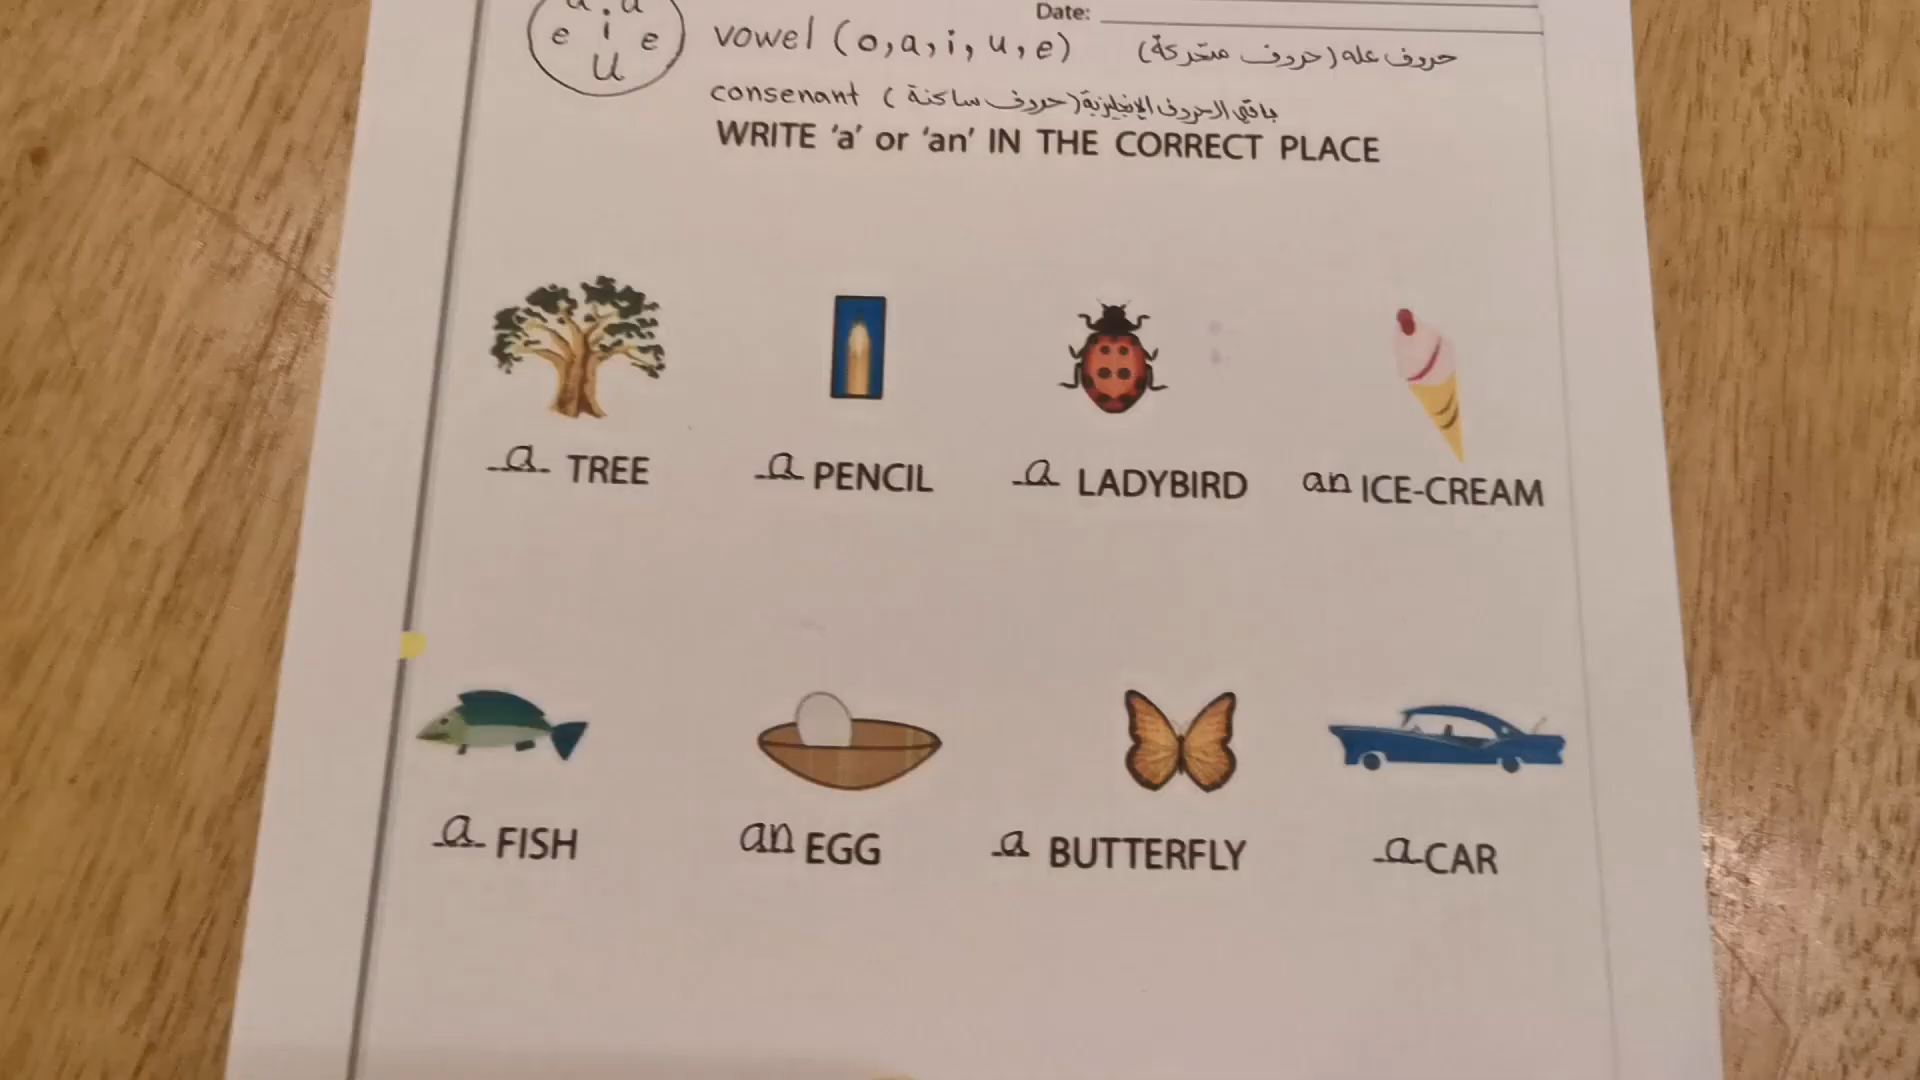 Date:
e i e
u
vowel (o,a,i,u,e) حروف عله (حروف متحركة)
consenant باقي الحروف الإنجليزية (حروف ساكنة)
WRITE 'a' or 'an' IN THE CORRECT PLACE
a TREE a PENCIL a LADYBIRD an ICE-CREAM
a FISH an EGG a BUTTERFLY a CAR